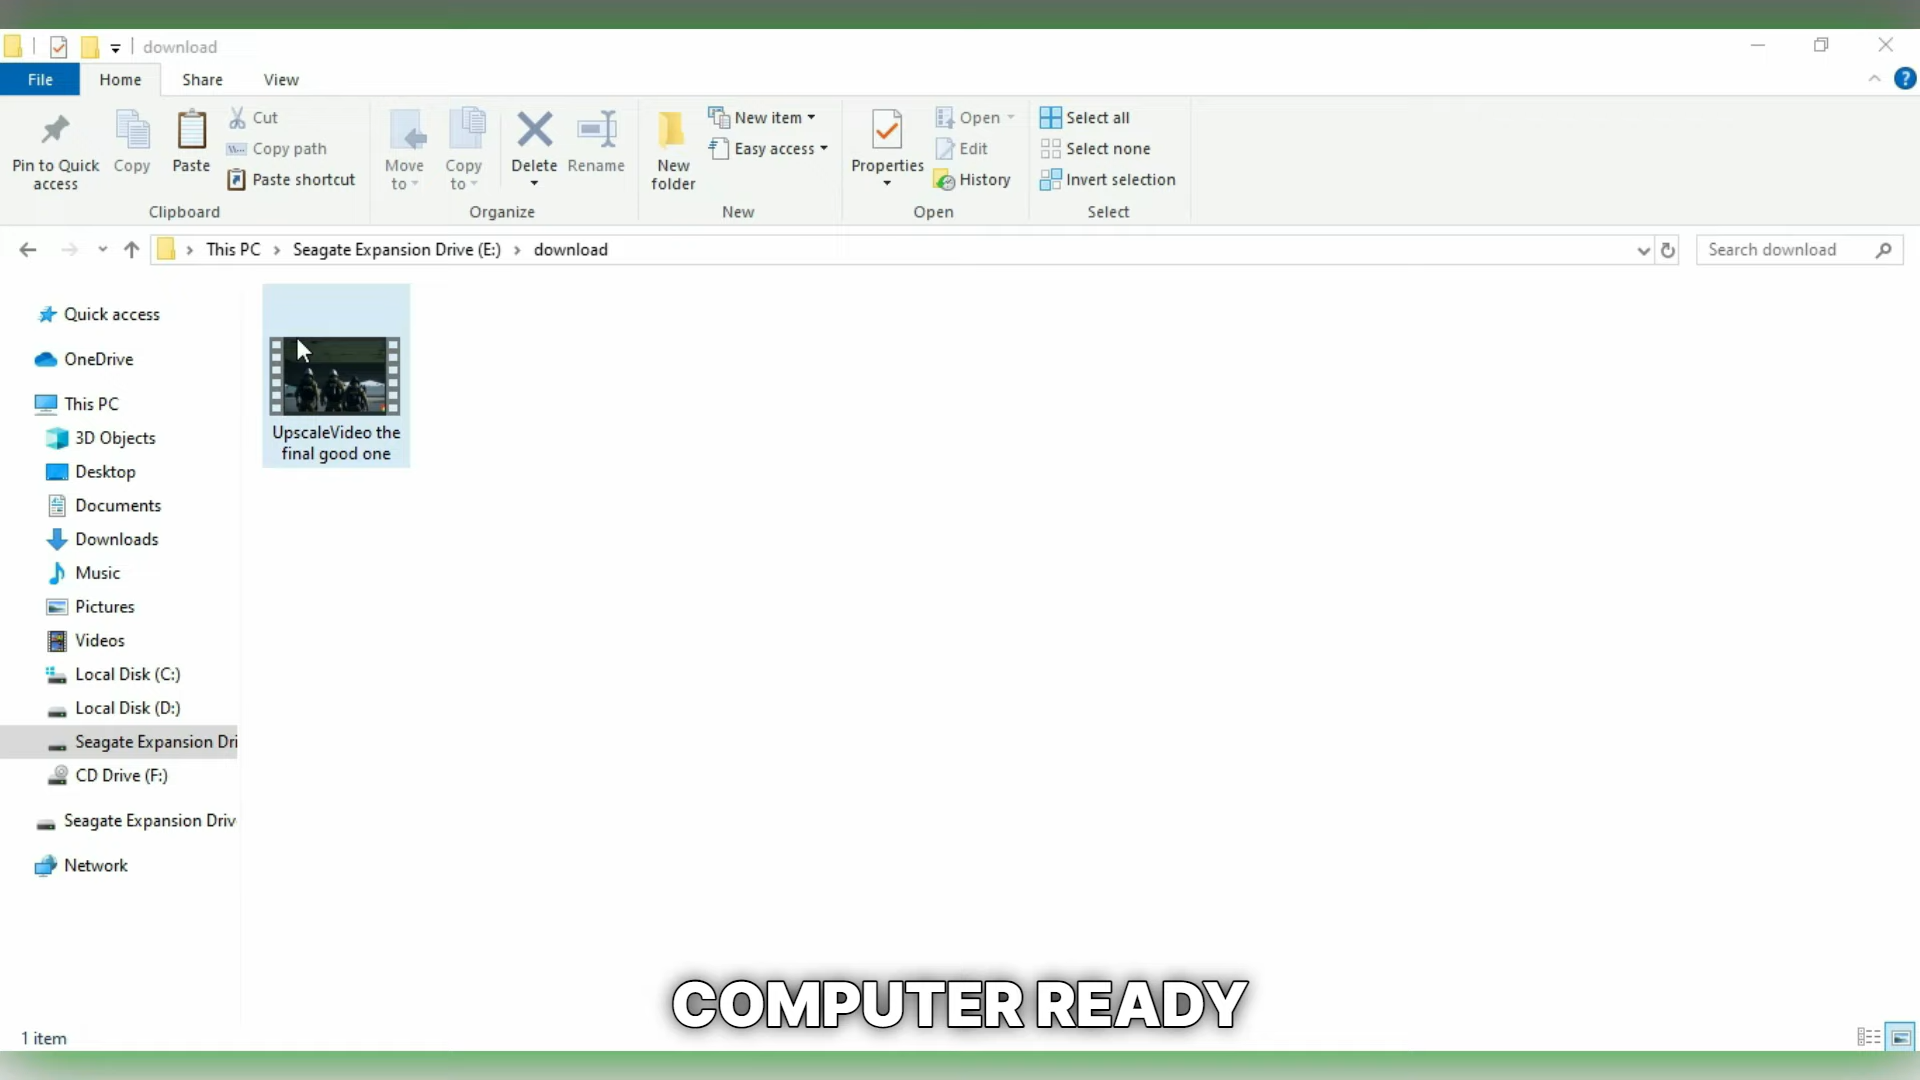 download
File Home Share View
Pin to Quick access
Copy
Paste
Cut
Copy path
Paste shortcut
Clipboard
Move to
Copy to
Delete
Rename
Organize
New folder
New item
Easy access
New
Properties
Open
Edit
History
Open
Select all
Select none
Invert selection
Select
This PC > Seagate Expansion Drive (E:) > download
Search download
Quick access
OneDrive
This PC
3D Objects
Desktop
Documents
Downloads
Music
Pictures
Videos
Local Disk (C:)
Local Disk (D:)
Seagate Expansion Dri
CD Drive (F:)
Seagate Expansion Driv
Network
UpscaleVideo the
final good one
COMPUTER READY
1 item